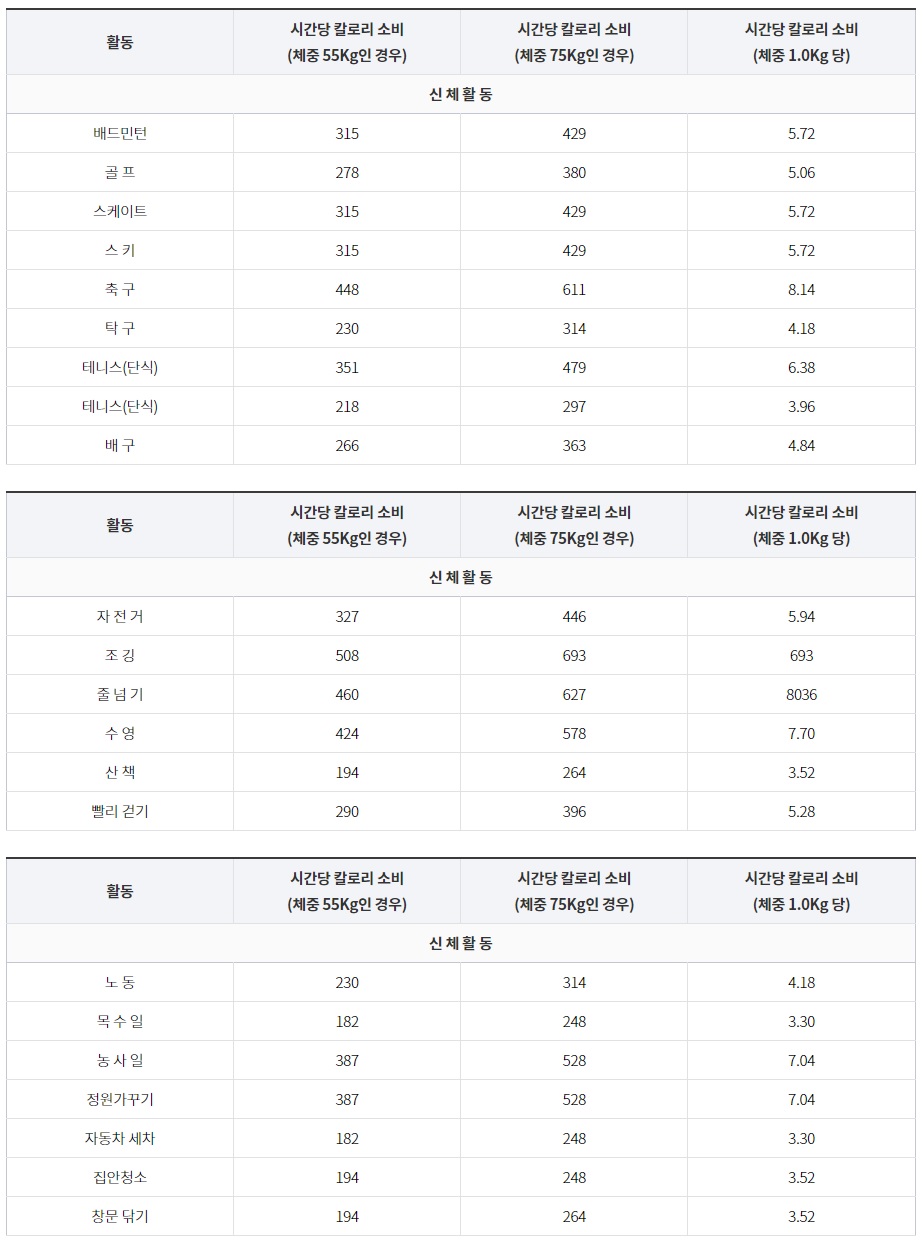 활동 시간당 칼로리 소비 (체중 55Kg인 경우) 시간당 칼로리 소비 (체중 75Kg인 경우) 시간당 칼로리 소비 (체중 1.0Kg 당)
신 체 활 동
배드민턴 315 429 5.72
골 프 278 380 5.06
스케이트 315 429 5.72
스 키 315 429 5.72
축 구 448 611 8.14
탁 구 230 314 4.18
테니스(단식) 351 479 6.38
테니스(단식) 218 297 3.96
배 구 266 363 4.84
활동 시간당 칼로리 소비 (체중 55Kg인 경우) 시간당 칼로리 소비 (체중 75Kg인 경우) 시간당 칼로리 소비 (체중 1.0Kg 당)
신 체 활 동
자 전 거 327 446 5.94
조 깅 508 693 693
줄 넘 기 460 627 8036
수 영 424 578 7.70
산 책 194 264 3.52
빨리 걷기 290 396 5.28
활동 시간당 칼로리 소비 (체중 55Kg인 경우) 시간당 칼로리 소비 (체중 75Kg인 경우) 시간당 칼로리 소비 (체중 1.0Kg 당)
신 체 활 동
노 동 230 314 4.18
목 수 일 182 248 3.30
농 사 일 387 528 7.04
정원가꾸기 387 528 7.04
자동차 세차 182 248 3.30
집안청소 194 248 3.52
창문 닦기 194 264 3.52